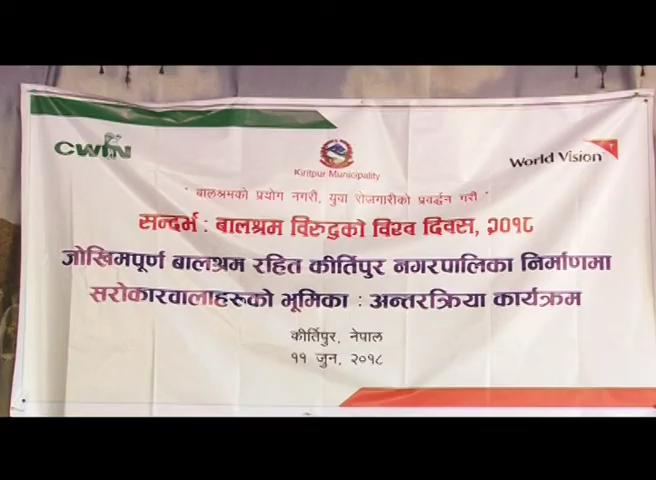 CWIN
Kiritpur Municipality
World Vision
" बालश्रमको प्रयोग नगरौं, युवा रोजगारीको प्रवर्द्धन गरौं "
सन्दर्भ : बालश्रम विरुद्धको विश्व दिवस, २०१८
जोखिमपूर्ण बालश्रम रहित कीर्तिपुर नगरपालिका निर्माणमा
सरोकारवालाहरुको भूमिका : अन्तरक्रिया कार्यक्रम
कीर्तिपुर, नेपाल
११ जुन, २०१८